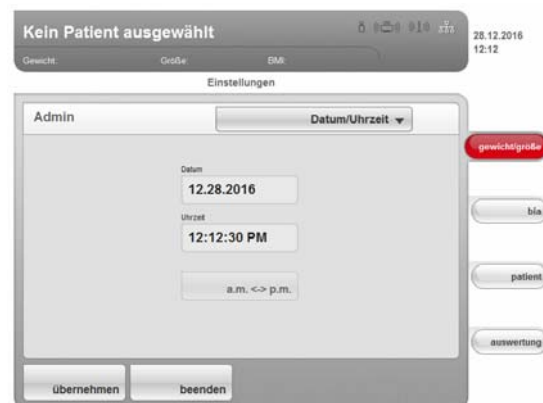 Kein Patient ausgewählt
Gewicht: Größe: BMI:
28.12.2016
12:12
Einstellungen
Admin
Datum/Uhrzeit
Datum
12.28.2016
Uhrzeit
12:12:30 PM
a.m. <-> p.m.
gewicht/größe
bia
patient
auswertung
übernehmen beenden